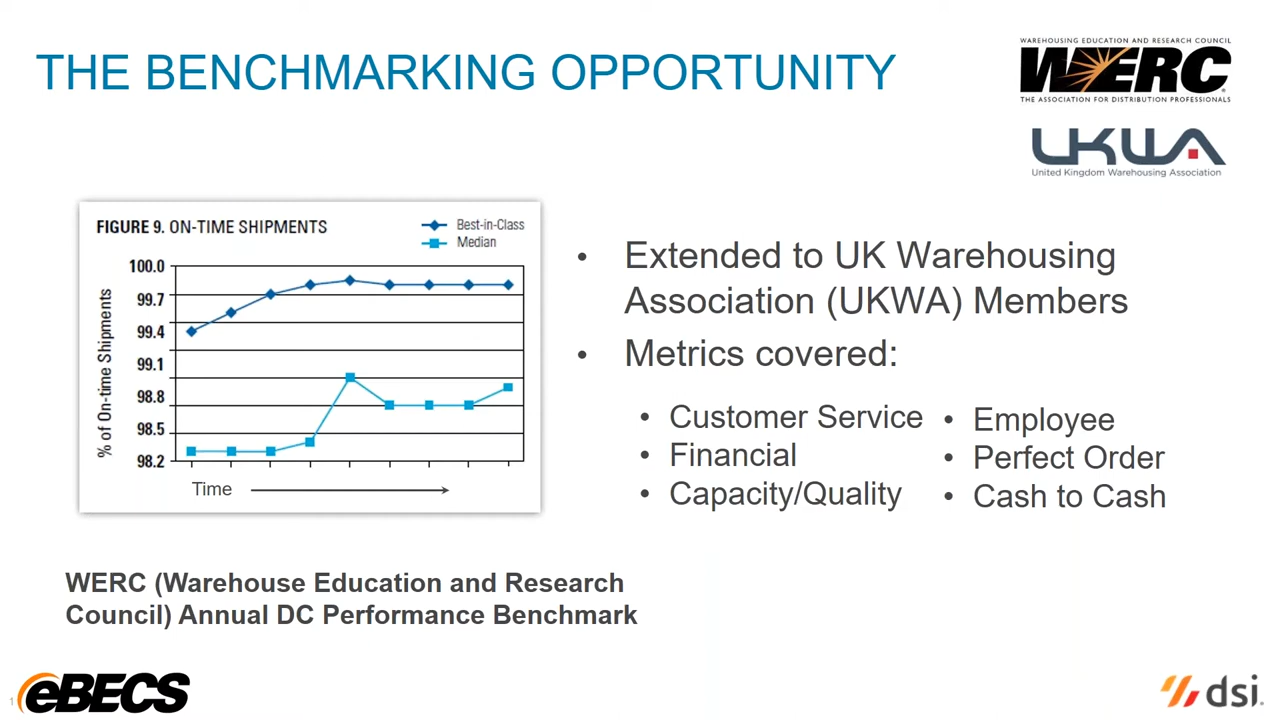 THE BENCHMARKING OPPORTUNITY
WAREHOUSING EDUCATION AND RESEARCH COUNCIL
WERC
THE ASSOCIATION FOR DISTRIBUTION PROFESSIONALS
UKWA
United Kingdom Warehousing Association
FIGURE 9. ON-TIME SHIPMENTS
Best-in-Class
Median
% of On-time Shipments
100.0
99.7
99.4
99.1
98.8
98.5
98.2
Time
• Extended to UK Warehousing
Association (UKWA) Members
• Metrics covered:
• Customer Service
• Financial
• Capacity/Quality
• Employee
• Perfect Order
• Cash to Cash
WERC (Warehouse Education and Research
Council) Annual DC Performance Benchmark
1
eBECS
dsi